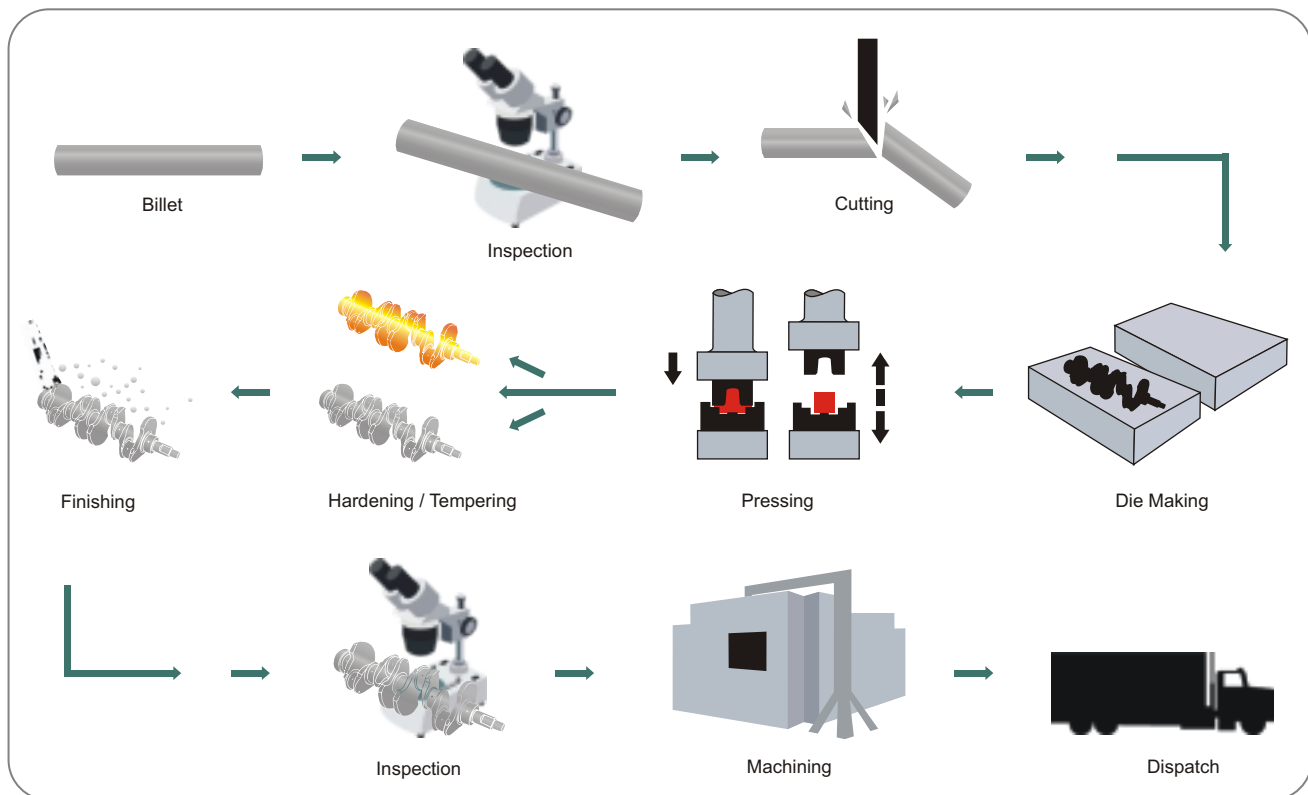 Billet
Inspection
Cutting
Finishing
Hardening / Tempering
Pressing
Die Making
Inspection
Machining
Dispatch